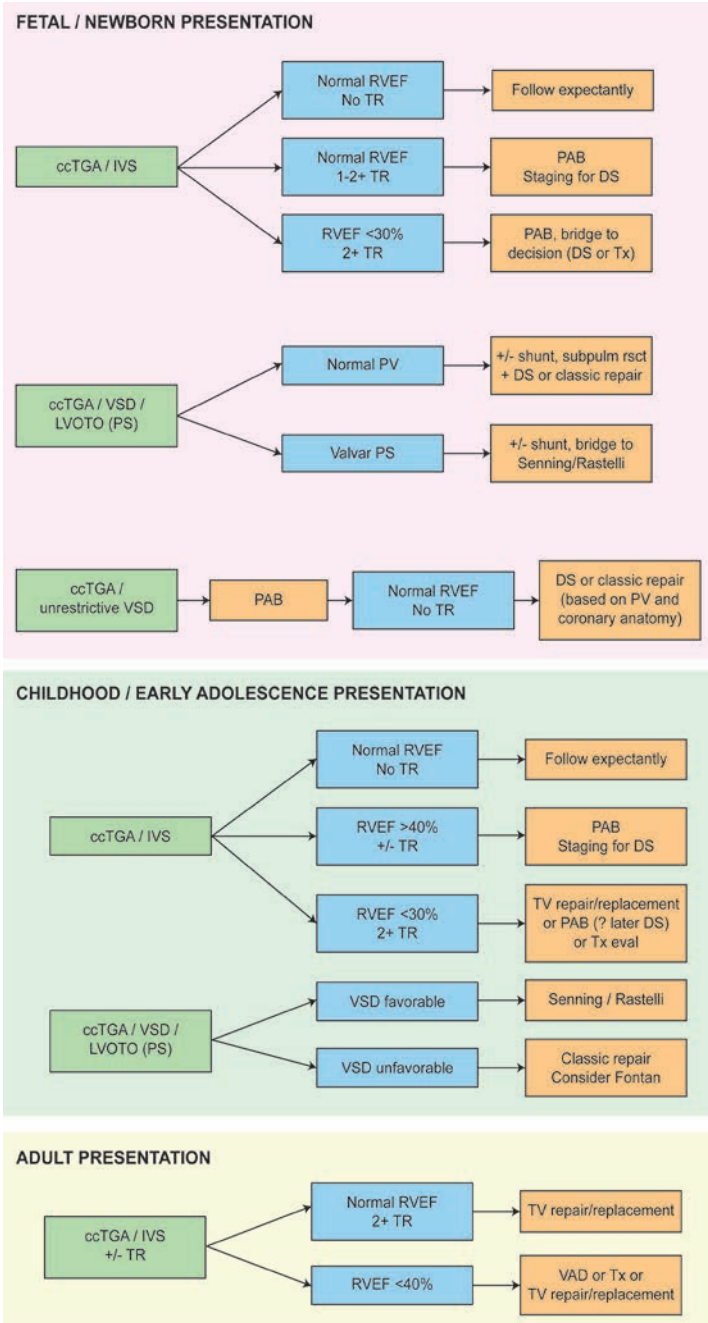 FETAL / NEWBORN PRESENTATION
ccTGA / IVS
Normal RVEF
No TR
Follow expectantly
Normal RVEF
1-2+ TR
PAB
Staging for DS
RVEF <30%
2+ TR
PAB, bridge to
decision (DS or Tx)
ccTGA / VSD /
LVOTO (PS)
Normal PV
+/- shunt, subpulm rsct
+ DS or classic repair
Valvar PS
+/- shunt, bridge to
Senning/Rastelli
ccTGA /
unrestrictive VSD
PAB
Normal RVEF
No TR
DS or classic repair
(based on PV and
coronary anatomy)
CHILDHOOD / EARLY ADOLESCENCE PRESENTATION
ccTGA / IVS
Normal RVEF
No TR
Follow expectantly
RVEF >40%
+/- TR
PAB
Staging for DS
RVEF <30%
2+ TR
TV repair/replacement
or PAB (? later DS)
or Tx eval
ccTGA / VSD /
LVOTO (PS)
VSD favorable
Senning / Rastelli
VSD unfavorable
Classic repair
Consider Fontan
ADULT PRESENTATION
ccTGA / IVS
+/- TR
Normal RVEF
2+ TR
TV repair/replacement
RVEF <40%
VAD or Tx or
TV repair/replacement